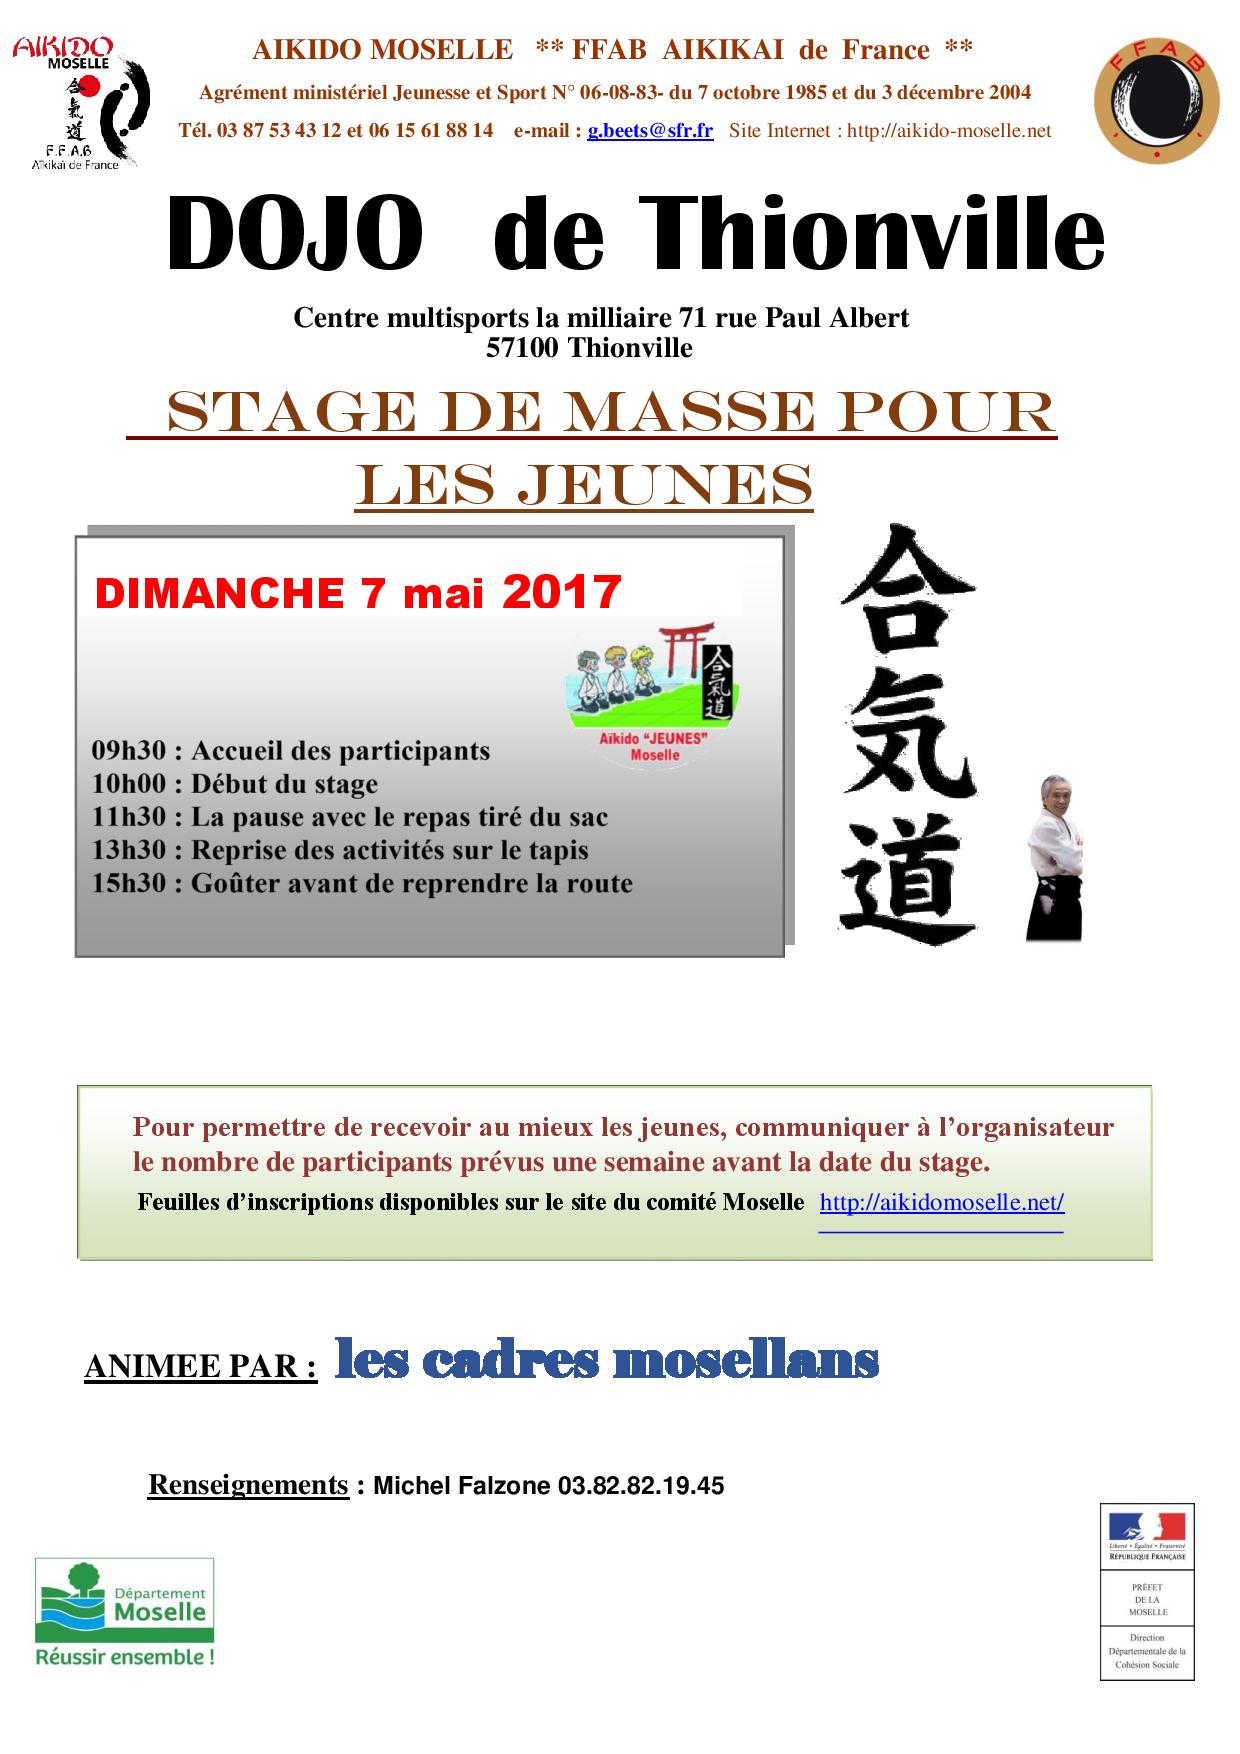 AIKIDO
MOSELLE
合氣道
F.F.A.B
Aïkikaï de France
AIKIDO MOSELLE ** FFAB AIKIKAI de France **
Agrément ministériel Jeunesse et Sport N° 06-08-83- du 7 octobre 1985 et du 3 décembre 2004
Tél. 03 87 53 43 12 et 06 15 61 88 14 e-mail : g.beets@sfr.fr Site Internet : http://aikido-moselle.net
FFAB
DOJO de Thionville
Centre multisports la milliaire 71 rue Paul Albert
57100 Thionville
STAGE DE MASSE POUR
LES JEUNES
DIMANCHE 7 mai 2017
合氣道
Aïkido “JEUNES”
Moselle
09h30 : Accueil des participants
10h00 : Début du stage
11h30 : La pause avec le repas tiré du sac
13h30 : Reprise des activités sur le tapis
15h30 : Goûter avant de reprendre la route
合
気
道
Pour permettre de recevoir au mieux les jeunes, communiquer à l’organisateur
le nombre de participants prévus une semaine avant la date du stage.
Feuilles d’inscriptions disponibles sur le site du comité Moselle http://aikidomoselle.net/
ANIMEE PAR : les cadres mosellans
Renseignements : Michel Falzone 03.82.82.19.45
Département
Moselle
Réussir ensemble !
Liberté • Égalité • Fraternité
RÉPUBLIQUE FRANÇAISE
PRÉFET
DE LA
MOSELLE
Direction
Départementale de la
Cohésion Sociale